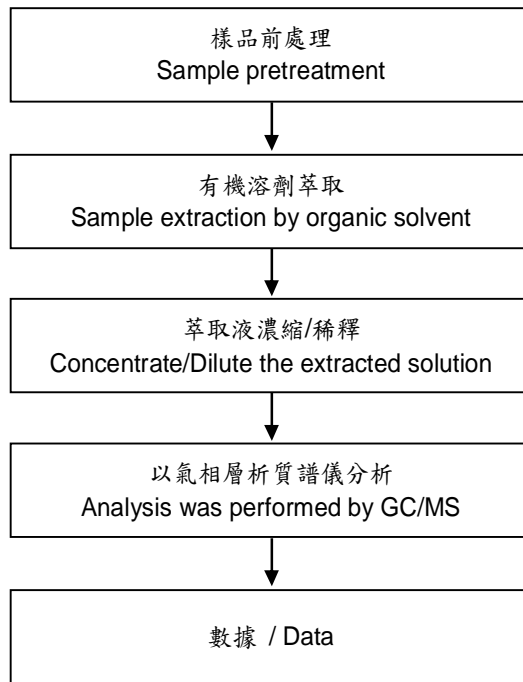 樣品前處理
Sample pretreatment
有機溶劑萃取
Sample extraction by organic solvent
萃取液濃縮/稀釋
Concentrate/Dilute the extracted solution
以氣相層析質譜儀分析
Analysis was performed by GC/MS
數據 / Data